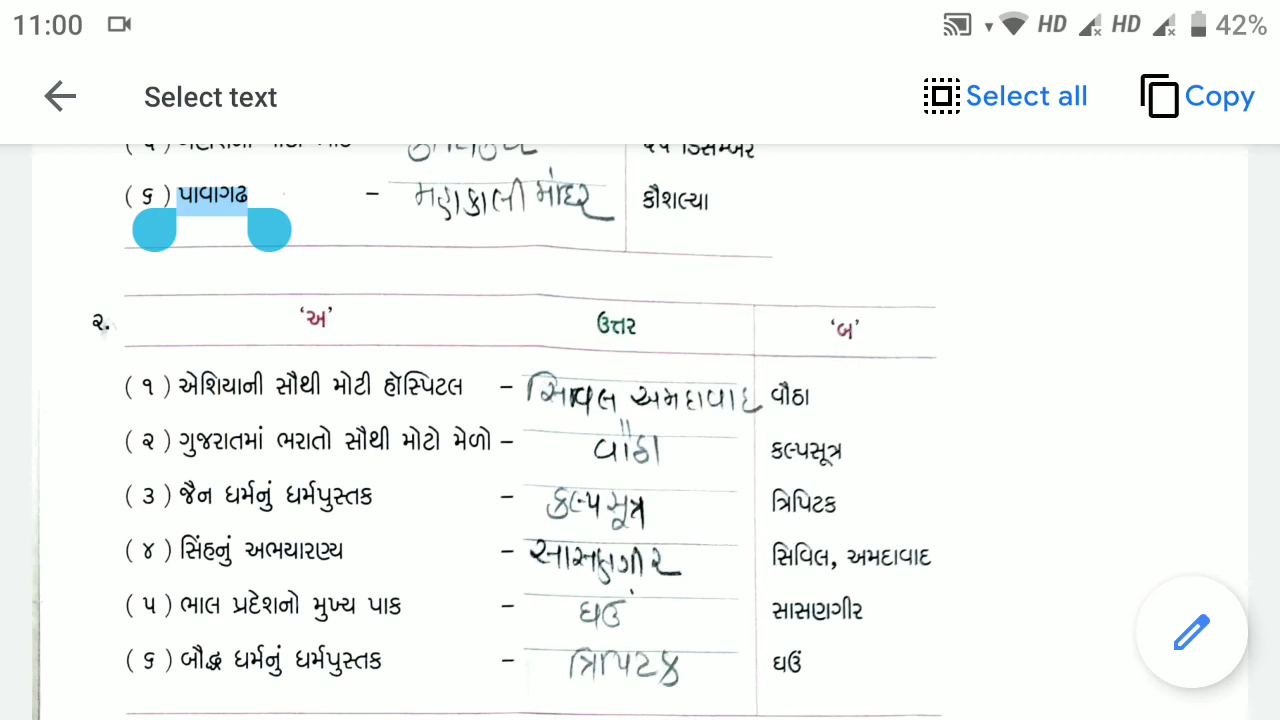 11:00 HD HD 42%
Select text Select all Copy
૨૫ ડિસેમ્બર
( ૬ ) પાવાગઢ - મહાકાલી મંદિર કૌશલ્યા
૨. ‘અ’ ઉત્તર ‘બ’
( ૧ ) એશિયાની સૌથી મોટી હૉસ્પિટલ - સિવિલ અમદાવાદ વૌઠા
( ૨ ) ગુજરાતમાં ભરાતો સૌથી મોટો મેળો - વૌઠા કલ્પસૂત્ર
( ૩ ) જૈન ધર્મનું ધર્મપુસ્તક - કલ્પસૂત્ર ત્રિપિટક
( ૪ ) સિંહનું અભયારણ્ય - સાસણગીર સિવિલ, અમદાવાદ
( ૫ ) ભાલ પ્રદેશનો મુખ્ય પાક - ઘઉં સાસણગીર
( ૬ ) બૌદ્ધ ધર્મનું ધર્મપુસ્તક - ત્રિપિટક ઘઉં